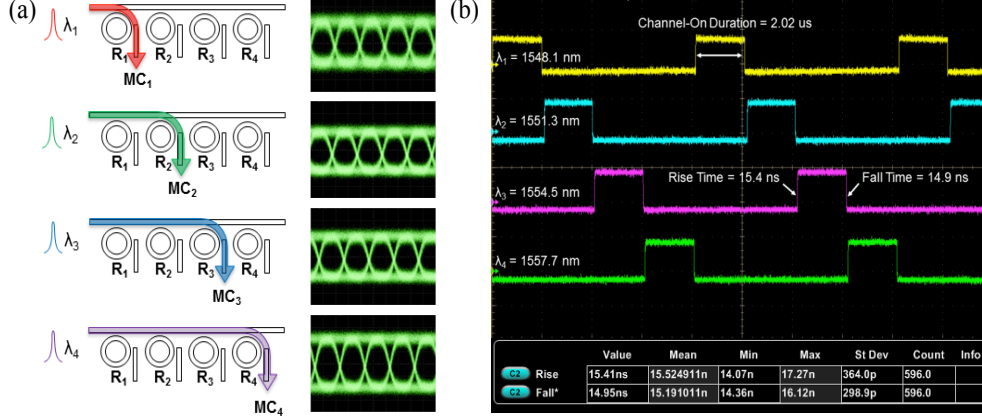 (a)
λ1
R1 R2 R3 R4
MC1
λ2
R1 R2 R3 R4
MC2
λ3
R1 R2 R3 R4
MC3
λ4
R1 R2 R3 R4
MC4
(b)
Channel-On Duration = 2.02 us
λ1 = 1548.1 nm
λ2 = 1551.3 nm
Rise Time = 15.4 ns Fall Time = 14.9 ns
λ3 = 1554.5 nm
λ4 = 1557.7 nm
Value Mean Min Max St Dev Count Info
C2 Rise 15.41ns 15.524911n 14.07n 17.27n 364.0p 596.0
C2 Fall* 14.95ns 15.191011n 14.36n 16.12n 298.9p 596.0